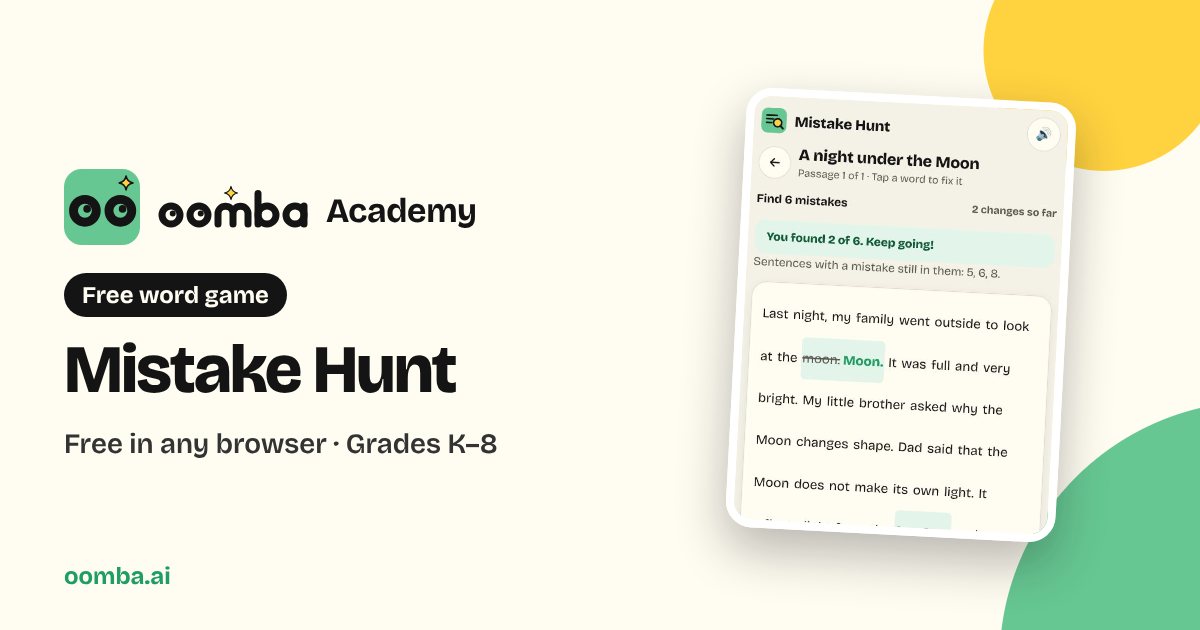 oomba Academy
Free word game
Mistake Hunt
Free in any browser · Grades K–8
oomba.ai
Mistake Hunt
A night under the Moon
Passage 1 of 1 · Tap a word to fix it
Find 6 mistakes
2 changes so far
You found 2 of 6. Keep going!
Sentences with a mistake still in them: 5, 6, 8.
Last night, my family went outside to look
at the moon. Moon. It was full and very
bright. My little brother asked why the
Moon changes shape. Dad said that the
Moon does not make its own light. It